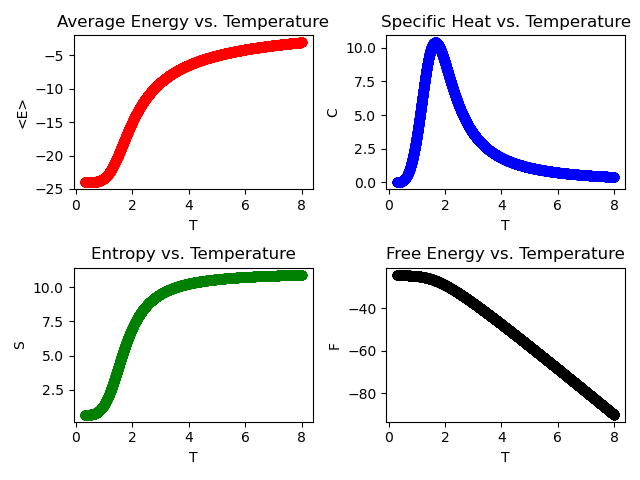 Average Energy vs. Temperature
<E>
−5
−10
−15
−20
−25
0 2 4 6 8
T
Specific Heat vs. Temperature
C
10.0
7.5
5.0
2.5
0.0
0 2 4 6 8
T
Entropy vs. Temperature
S
10.0
7.5
5.0
2.5
0 2 4 6 8
T
Free Energy vs. Temperature
F
−40
−60
−80
0 2 4 6 8
T